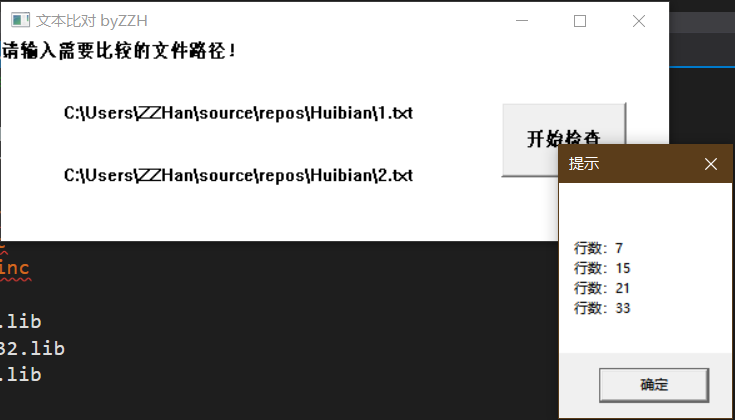 文本比对 byZZH
请输入需要比较的文件路径！
C:\Users\ZZHan\source\repos\Huibian\1.txt
开始检查
C:\Users\ZZHan\source\repos\Huibian\2.txt
提示
行数：7
行数：15
行数：21
行数：33
确定
inc
.lib
32.lib
.lib